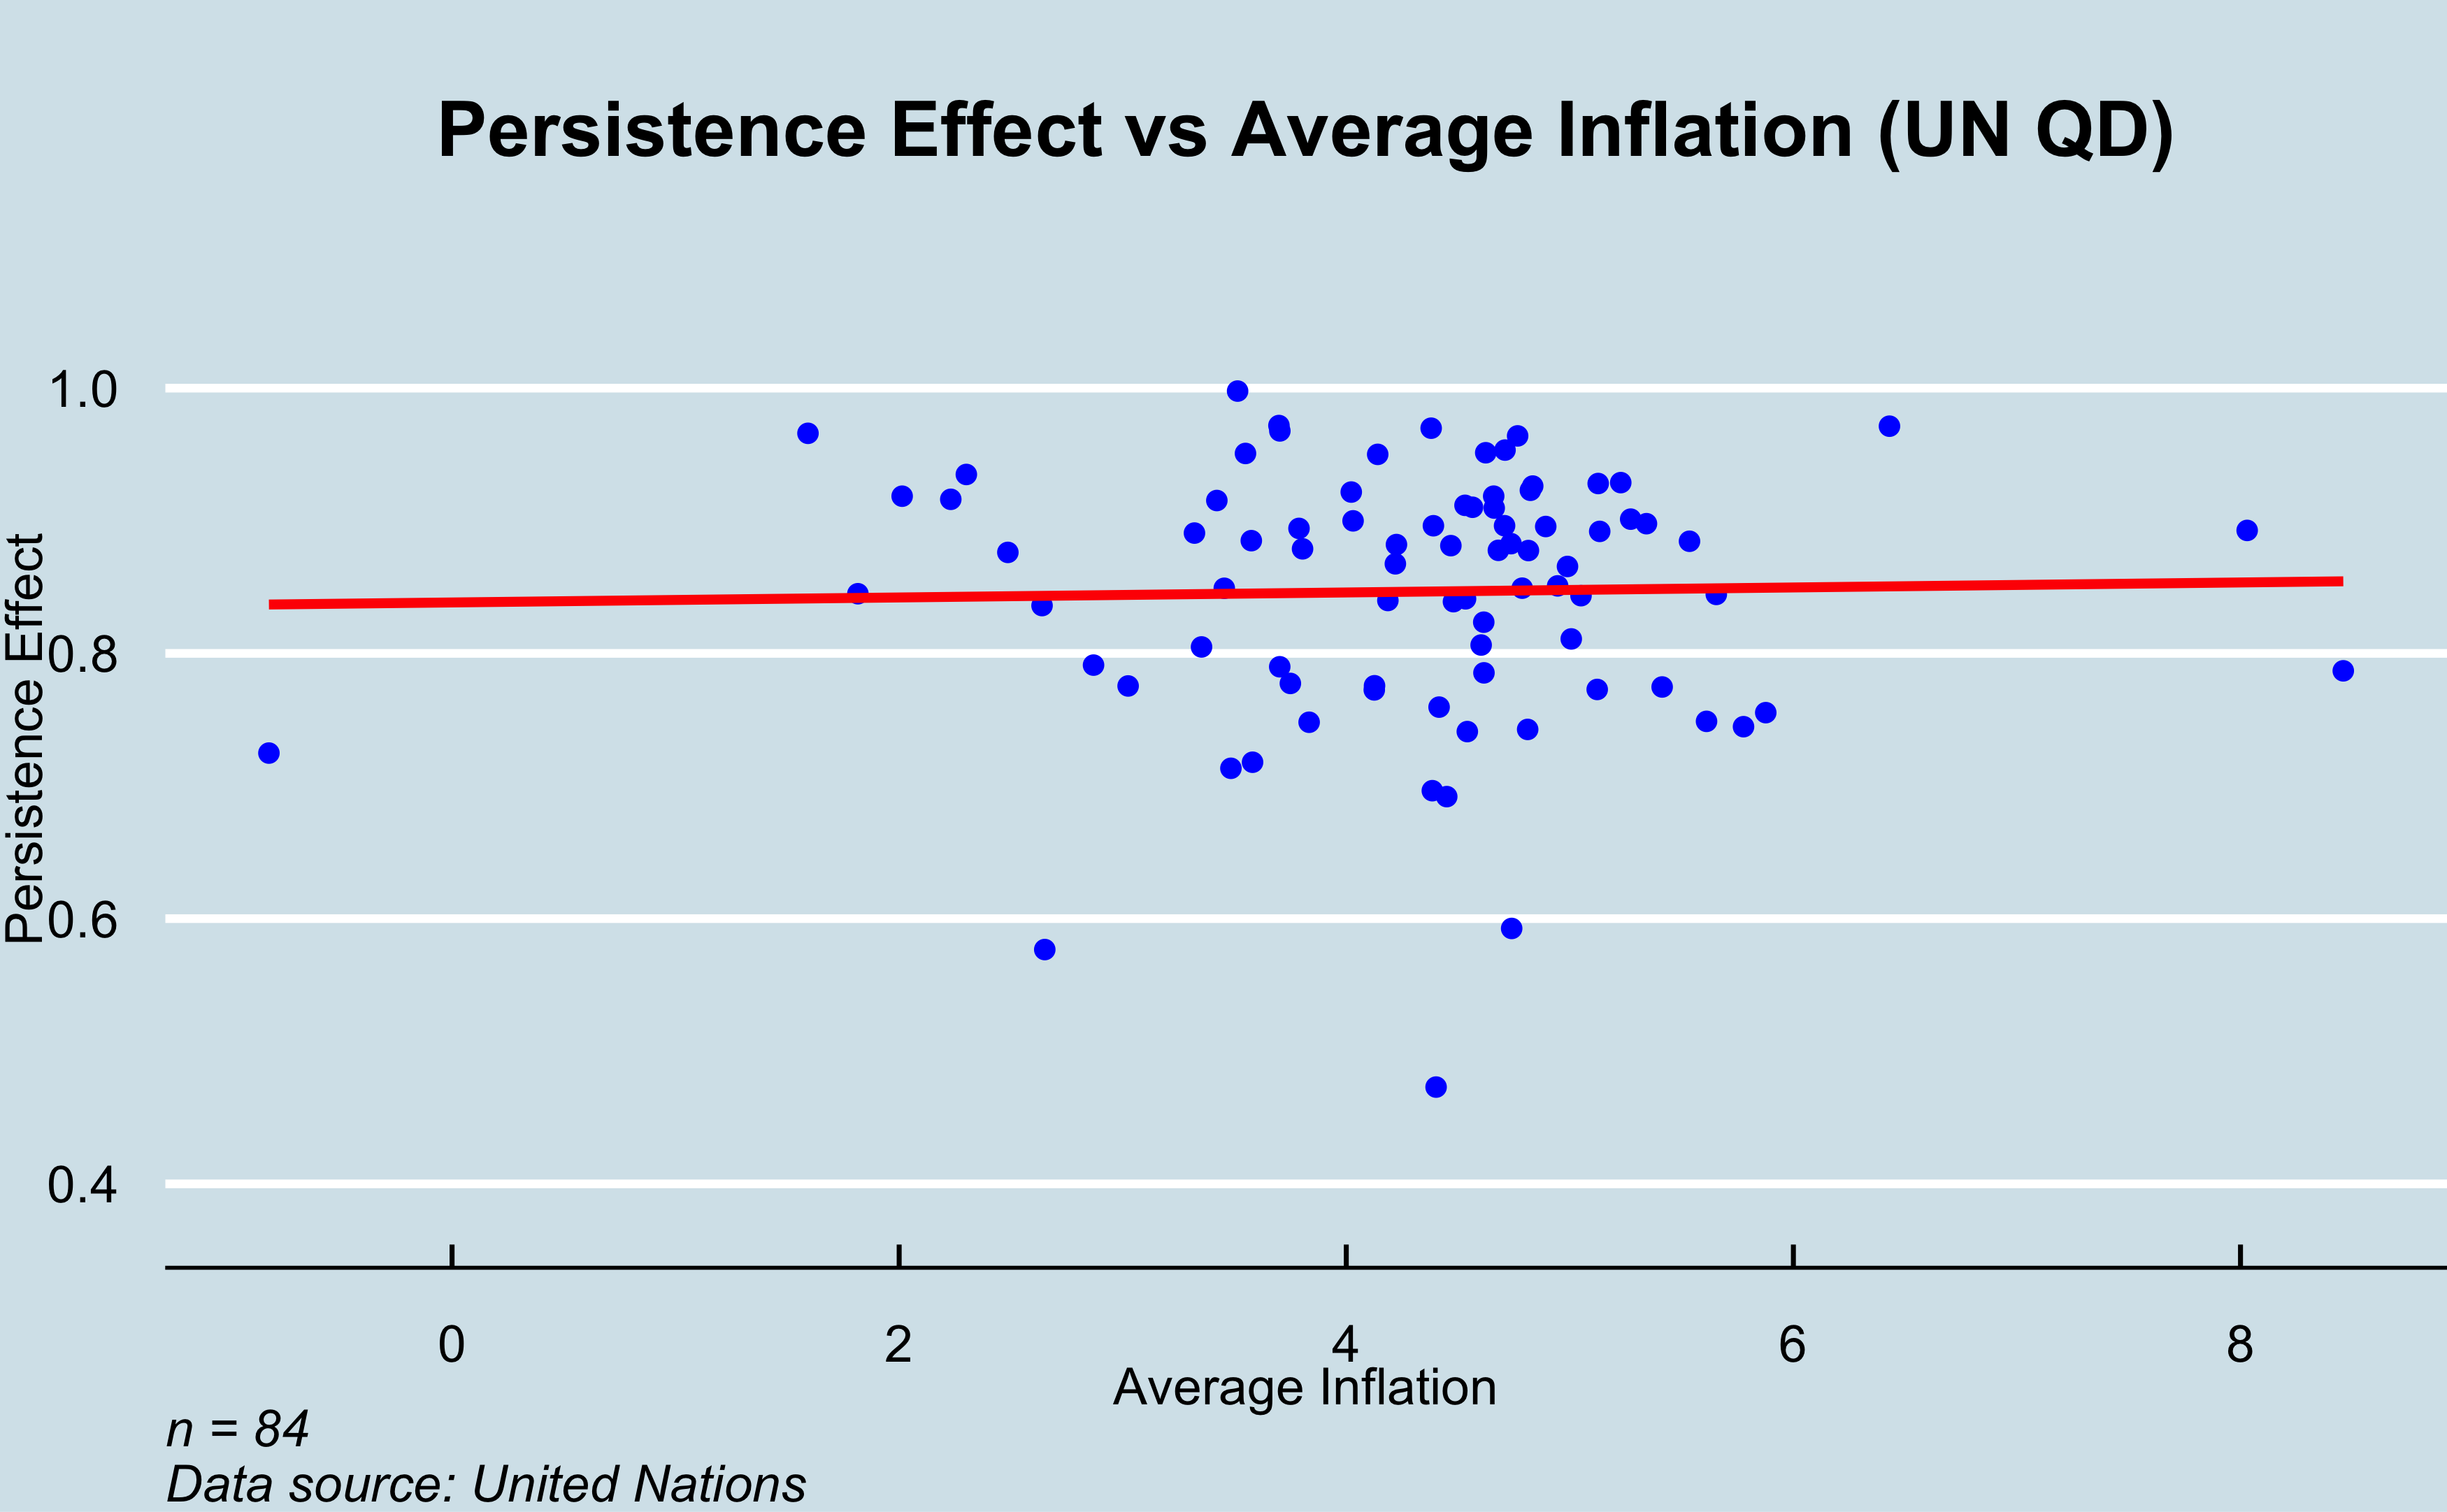 Persistence Effect vs Average Inflation (UN QD)
Persistence Effect
1.0
0.8
0.6
0.4
0
2
4
6
8
Average Inflation
n = 84
Data source: United Nations